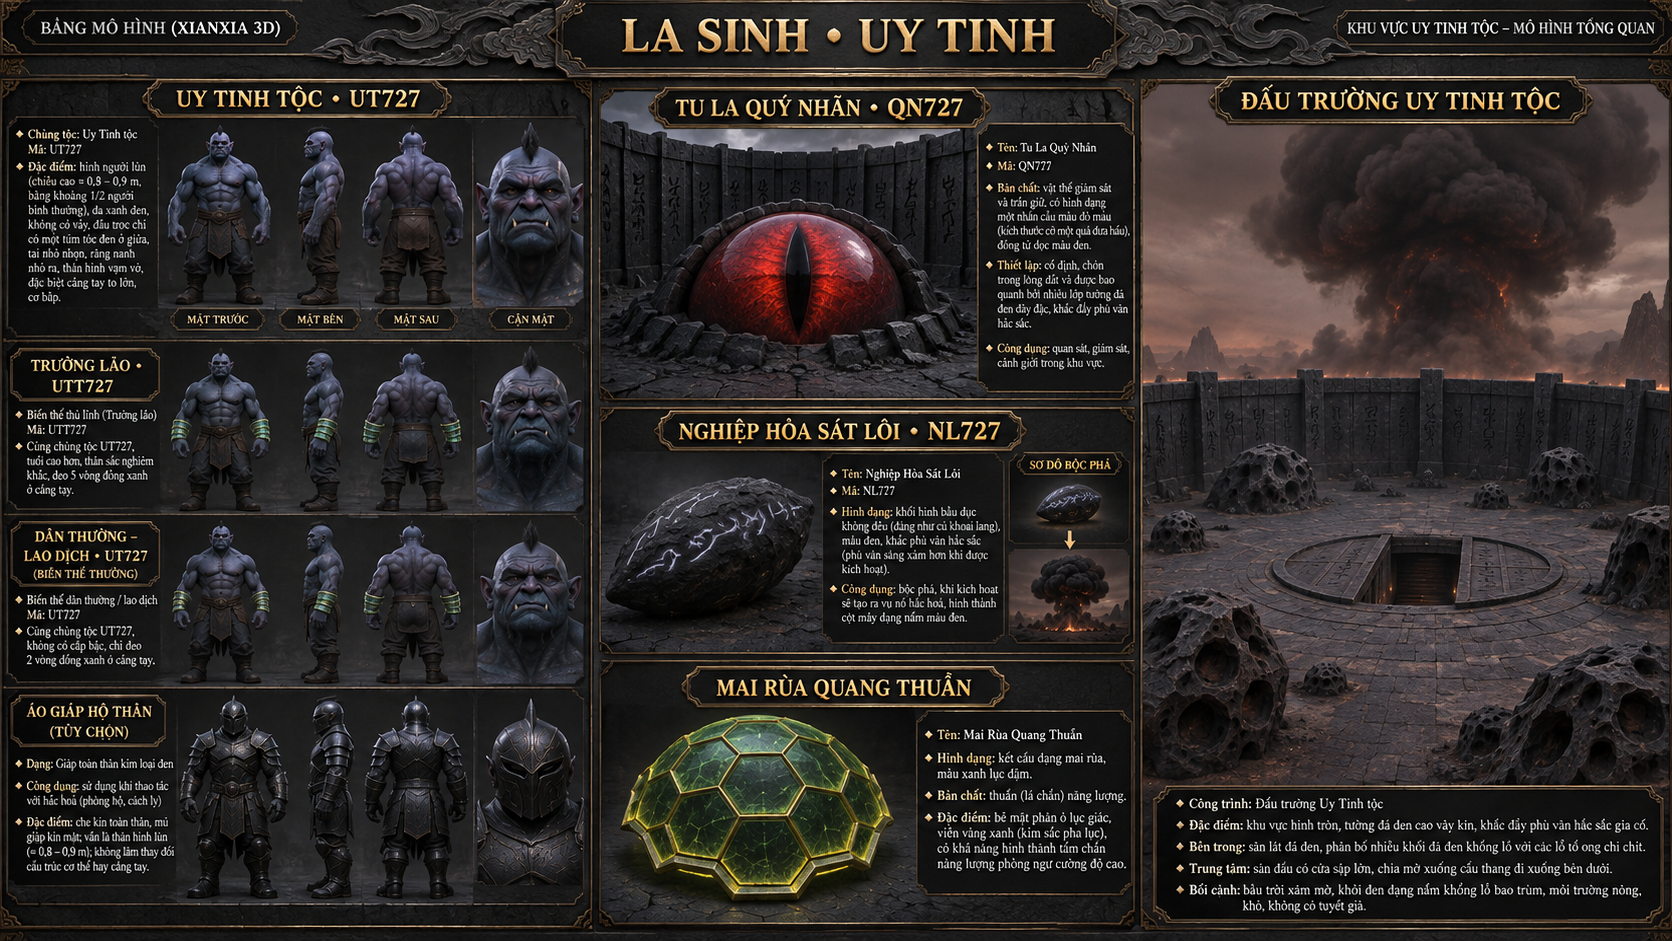 BẢNG MÔ HÌNH (XIANXIA 3D)
LA SINH • UY TINH
KHU VỰC UY TINH TỘC – MÔ HÌNH TỔNG QUAN
UY TINH TỘC • UT727
Chủng tộc: Uy Tinh tộc
Mã: UT727
Đặc điểm: hình người lùn
(chiều cao ≈ 0,8 – 0,9 m,
bằng khoảng 1/2 người
bình thường), da xanh đen,
không có vảy, đầu trọc chỉ
có một túm tóc đen ở giữa,
tai nhỏ nhọn, răng nanh
nhô ra, thân hình vạm vỡ,
đặc biệt cẳng tay to lớn,
cơ bắp.
MẶT TRƯỚC
MẶT BÊN
MẶT SAU
CẬN MẶT
TRƯỞNG LÃO •
UTT727
Biến thể thủ lĩnh (Trưởng lão)
Mã: UTT727
Cùng chủng tộc UT727,
tuổi cao hơn, thần sắc nghiêm
khắc, đeo 5 vòng đồng xanh
ở cẳng tay.
DÂN THƯỜNG –
LAO DỊCH • UT727
(BIẾN THỂ THƯỜNG)
Biến thể dân thường / lao dịch
Mã: UT727
Cùng chủng tộc UT727,
không có cấp bậc, chỉ đeo
2 vòng đồng xanh ở cẳng tay.
ÁO GIÁP HỘ THÂN
(TÙY CHỌN)
Dạng: Giáp toàn thân kim loại đen
Công dụng: sử dụng khi thao tác
với hắc hoả (phòng hộ, cách ly)
Đặc điểm: che kín toàn thân, mũ
giáp kín mặt; vẫn là thân hình lùn
(≈ 0,8 – 0,9 m); không làm thay đổi
cấu trúc cơ thể hay cẳng tay.
TU LA QUỶ NHÃN • QN727
Tên: Tu La Quỷ Nhãn
Mã: QN777
Bản chất: vật thể giám sát
và trấn giữ, có hình dạng
một nhãn cầu màu đỏ máu
(kích thước cỡ một quả dưa hấu),
đồng tử dọc màu đen.
Thiết lập: cố định, chôn
trong lòng đất và được bao
quanh bởi nhiều lớp tường đá
đen dày đặc, khắc đầy phù văn
hắc sắc.
Công dụng: quan sát, giám sát,
cảnh giới trong khu vực.
NGHIỆP HỎA SÁT LÔI • NL727
Tên: Nghiệp Hỏa Sát Lôi
Mã: NL727
Hình dạng: khối hình bầu dục
không đều (dáng như củ khoai lang),
màu đen, khắc phù văn hắc sắc
(phù văn sáng xám hơn khi được
kích hoạt).
Công dụng: bộc phá, khi kích hoạt
sẽ tạo ra vụ nổ hắc hoả, hình thành
cột mây dạng nấm màu đen.
SƠ ĐỒ BỘC PHÁ
MAI RÙA QUANG THUẪN
Tên: Mai Rùa Quang Thuẫn
Hình dạng: kết cấu dạng mai rùa,
màu xanh lục đậm.
Bản chất: thuẫn (lá chắn) năng lượng.
Đặc điểm: bề mặt phân ô lục giác,
viền vàng xanh (kim sắc pha lục),
có khả năng hình thành tấm chắn
năng lượng phòng ngự cường độ cao.
ĐẤU TRƯỜNG UY TINH TỘC
Công trình: Đấu trường Uy Tinh tộc
Đặc điểm: khu vực hình tròn, tường đá đen cao vây kín, khắc đầy phù văn hắc sắc gia cố.
Bên trong: sàn lát đá đen, phân bố nhiều khối đá đen khổng lồ với các lỗ tổ ong chi chít.
Trung tâm: sàn đấu có cửa sập lớn, chia mở xuống cầu thang đi xuống bên dưới.
Bối cảnh: bầu trời xám mờ, khói đen dạng nấm khổng lồ bao trùm, môi trường nóng,
khô, không có tuyết giả.